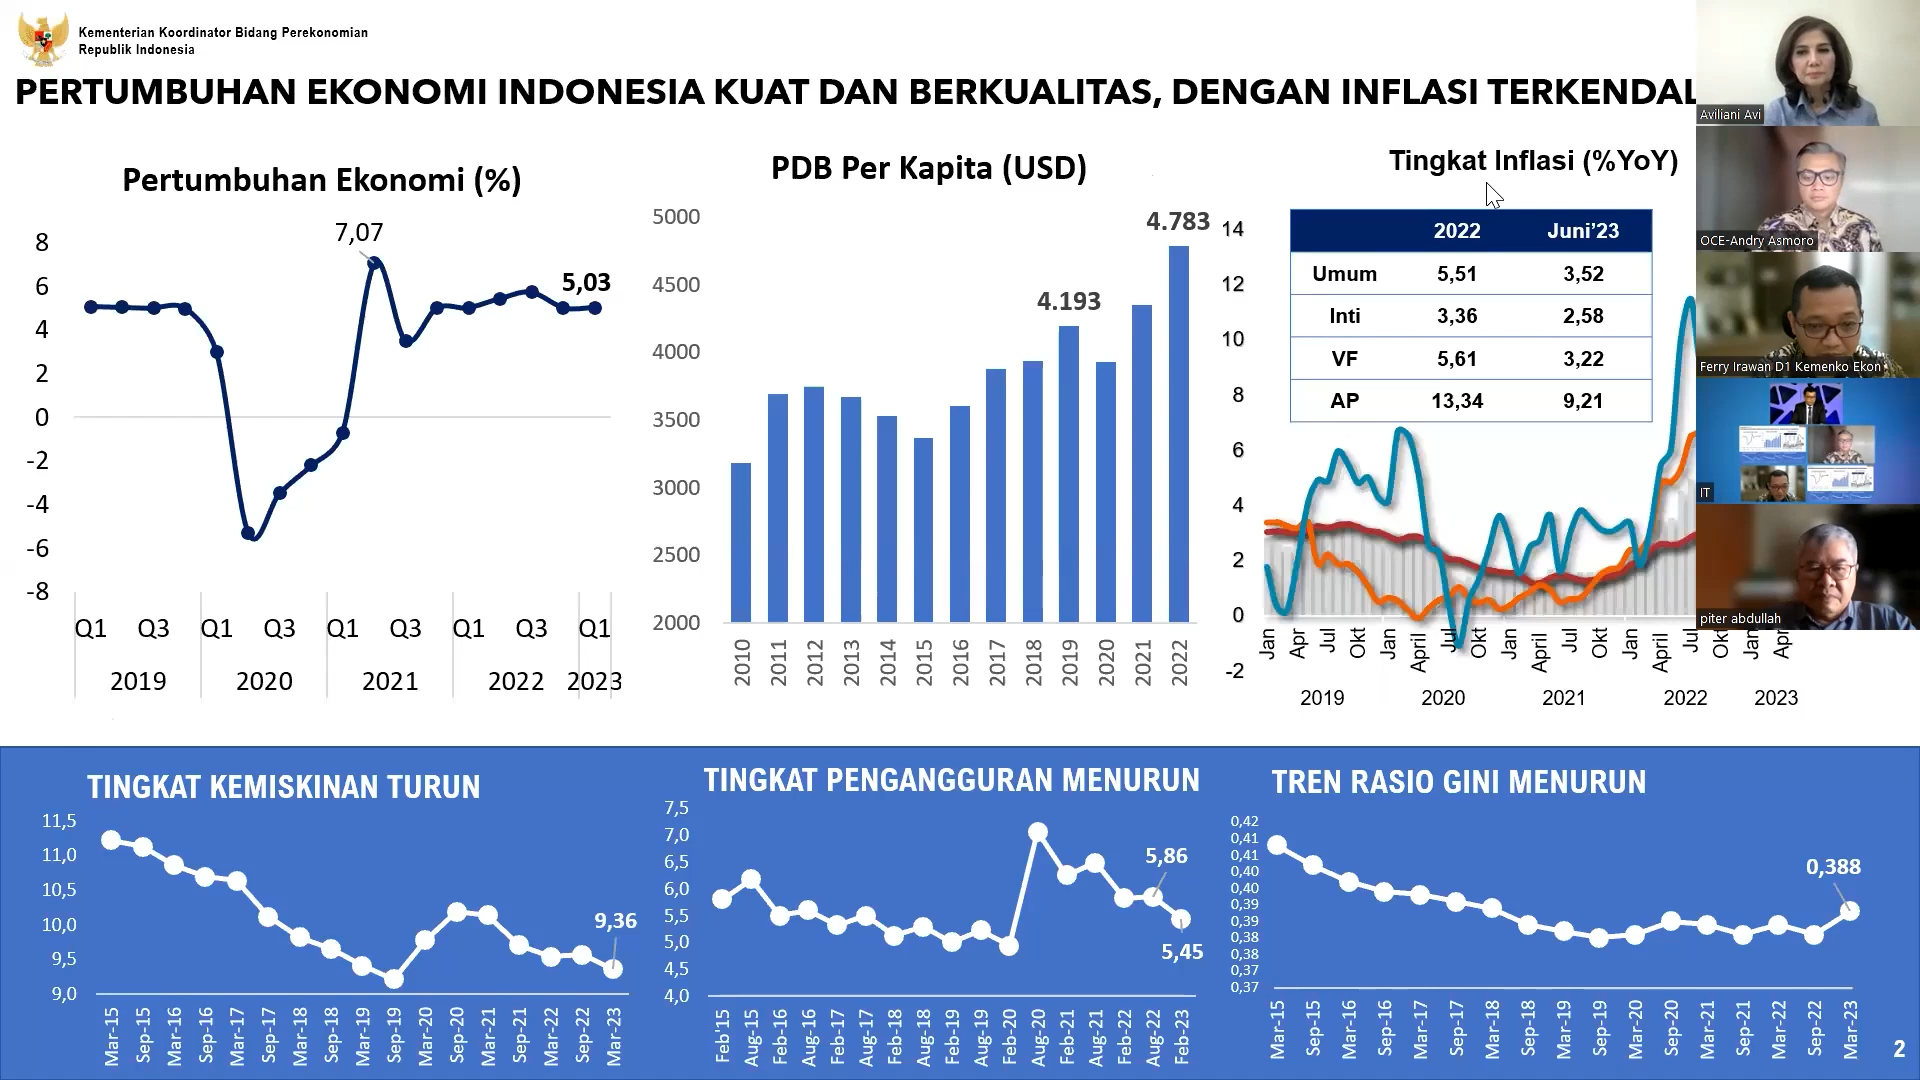 Kementerian Koordinator Bidang Perekonomian
Republik Indonesia
PERTUMBUHAN EKONOMI INDONESIA KUAT DAN BERKUALITAS, DENGAN INFLASI TERKENDAL
Pertumbuhan Ekonomi (%)
7,07
5,03
8
6
4
2
0
-2
-4
-6
-8
Q1 Q3 Q1 Q3 Q1 Q3 Q1 Q3 Q1
2019 2020 2021 2022 2023
PDB Per Kapita (USD)
5000
4500
4000
3500
3000
2500
2000
4.193
4.783
2010 2011 2012 2013 2014 2015 2016 2017 2018 2019 2020 2021 2022
Tingkat Inflasi (%YoY)
14
12
10
8
6
4
2
0
-2
2022 Juni’23
Umum 5,51 3,52
Inti 3,36 2,58
VF 5,61 3,22
AP 13,34 9,21
Jan Apr Jul Okt Jan April Jul Okt Jan April Jul Okt Jan April Jul Okt Jan Apr
2019 2020 2021 2022 2023
Aviliani Avi
OCE-Andry Asmoro
Ferry Irawan D1 Kemenko Ekon
IT
piter abdullah
TINGKAT KEMISKINAN TURUN
11,5
11,0
10,5
10,0
9,5
9,0
9,36
Mar-15 Sep-15 Mar-16 Sep-16 Mar-17 Sep-17 Mar-18 Sep-18 Mar-19 Sep-19 Mar-20 Sep-20 Mar-21 Sep-21 Mar-22 Sep-22 Mar-23
TINGKAT PENGANGGURAN MENURUN
7,5
7,0
6,5
6,0
5,5
5,0
4,5
4,0
5,86
5,45
Feb'15 Aug-15 Feb-16 Aug-16 Feb-17 Aug-17 Feb-18 Aug-18 Feb-19 Aug-19 Feb-20 Aug-20 Feb-21 Aug-21 Feb-22 Aug-22 Feb-23
TREN RASIO GINI MENURUN
0,42
0,41
0,41
0,40
0,40
0,39
0,39
0,38
0,38
0,37
0,37
0,388
Mar-15 Sep-15 Mar-16 Sep-16 Mar-17 Sep-17 Mar-18 Sep-18 Mar-19 Sep-19 Mar-20 Sep-20 Mar-21 Sep-21 Mar-22 Sep-22 Mar-23
2